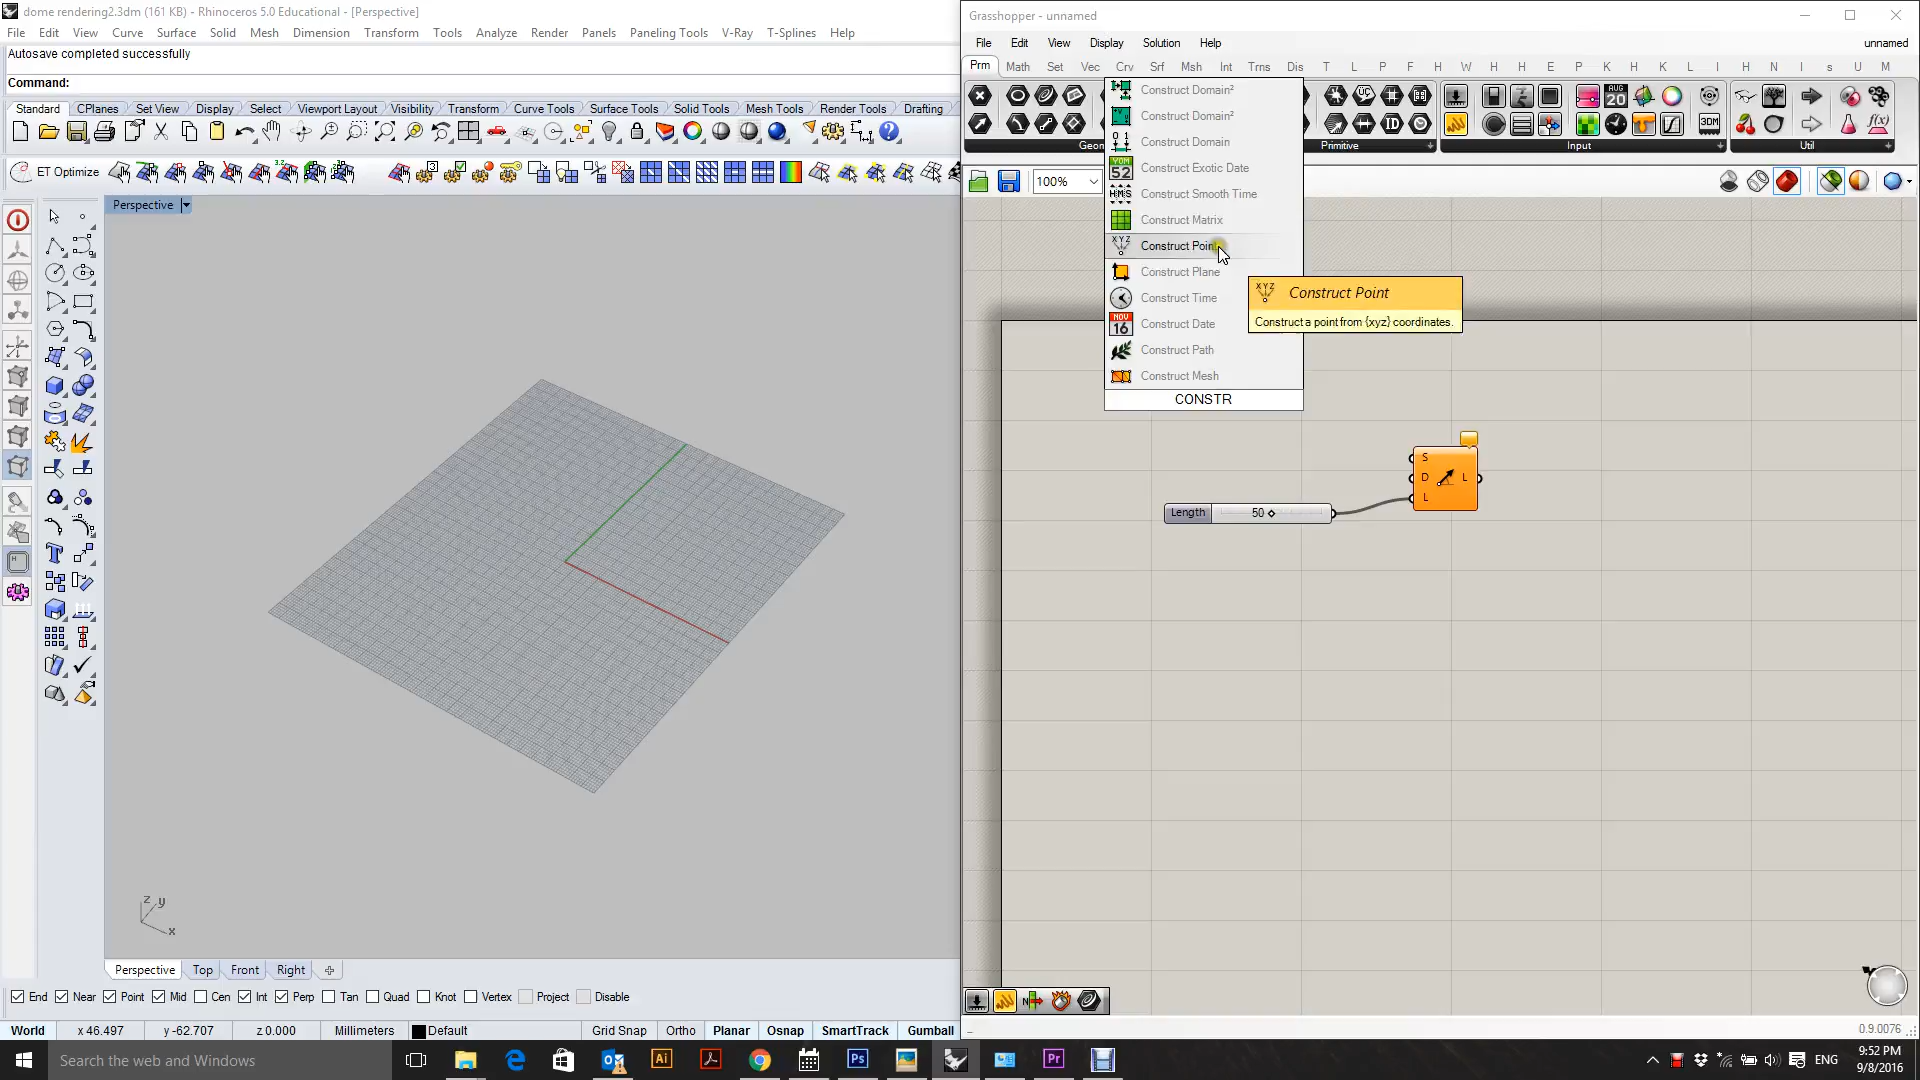 dome rendering2.3dm (161 KB) - Rhinoceros 5.0 Educational - [Perspective]
File Edit View Curve Surface Solid Mesh Dimension Transform Tools Analyze Render Panels Paneling Tools V-Ray T-Splines Help
Autosave completed successfully
Command:
Standard CPlanes Set View Display Select Viewport Layout Visibility Transform Curve Tools Surface Tools Solid Tools Mesh Tools Render Tools Drafting
ET Optimize
Perspective
z y
x
Perspective Top Front Right
End Near Point Mid Cen Int Perp Tan Quad Knot Vertex Project Disable
World x 46.497 y -62.707 z 0.000 Millimeters Default Grid Snap Ortho Planar Osnap SmartTrack Gumball
Grasshopper - unnamed
File Edit View Display Solution Help unnamed
Prm Math Set Vec Crv Srf Msh Int Trns Dis T L P F H W H H E P K H K L I H N I s U M
Geom Primitive Input Util
100%
Construct Domain²
Construct Domain²
Construct Domain
Construct Exotic Date
Construct Smooth Time
Construct Matrix
Construct Point
Construct Plane
Construct Time
Construct Date
Construct Path
Construct Mesh
CONSTR
Construct Point
Construct a point from {xyz} coordinates.
S
D L
L
Length 50
0.9.0076
Search the web and Windows
ENG
9:52 PM
9/8/2016